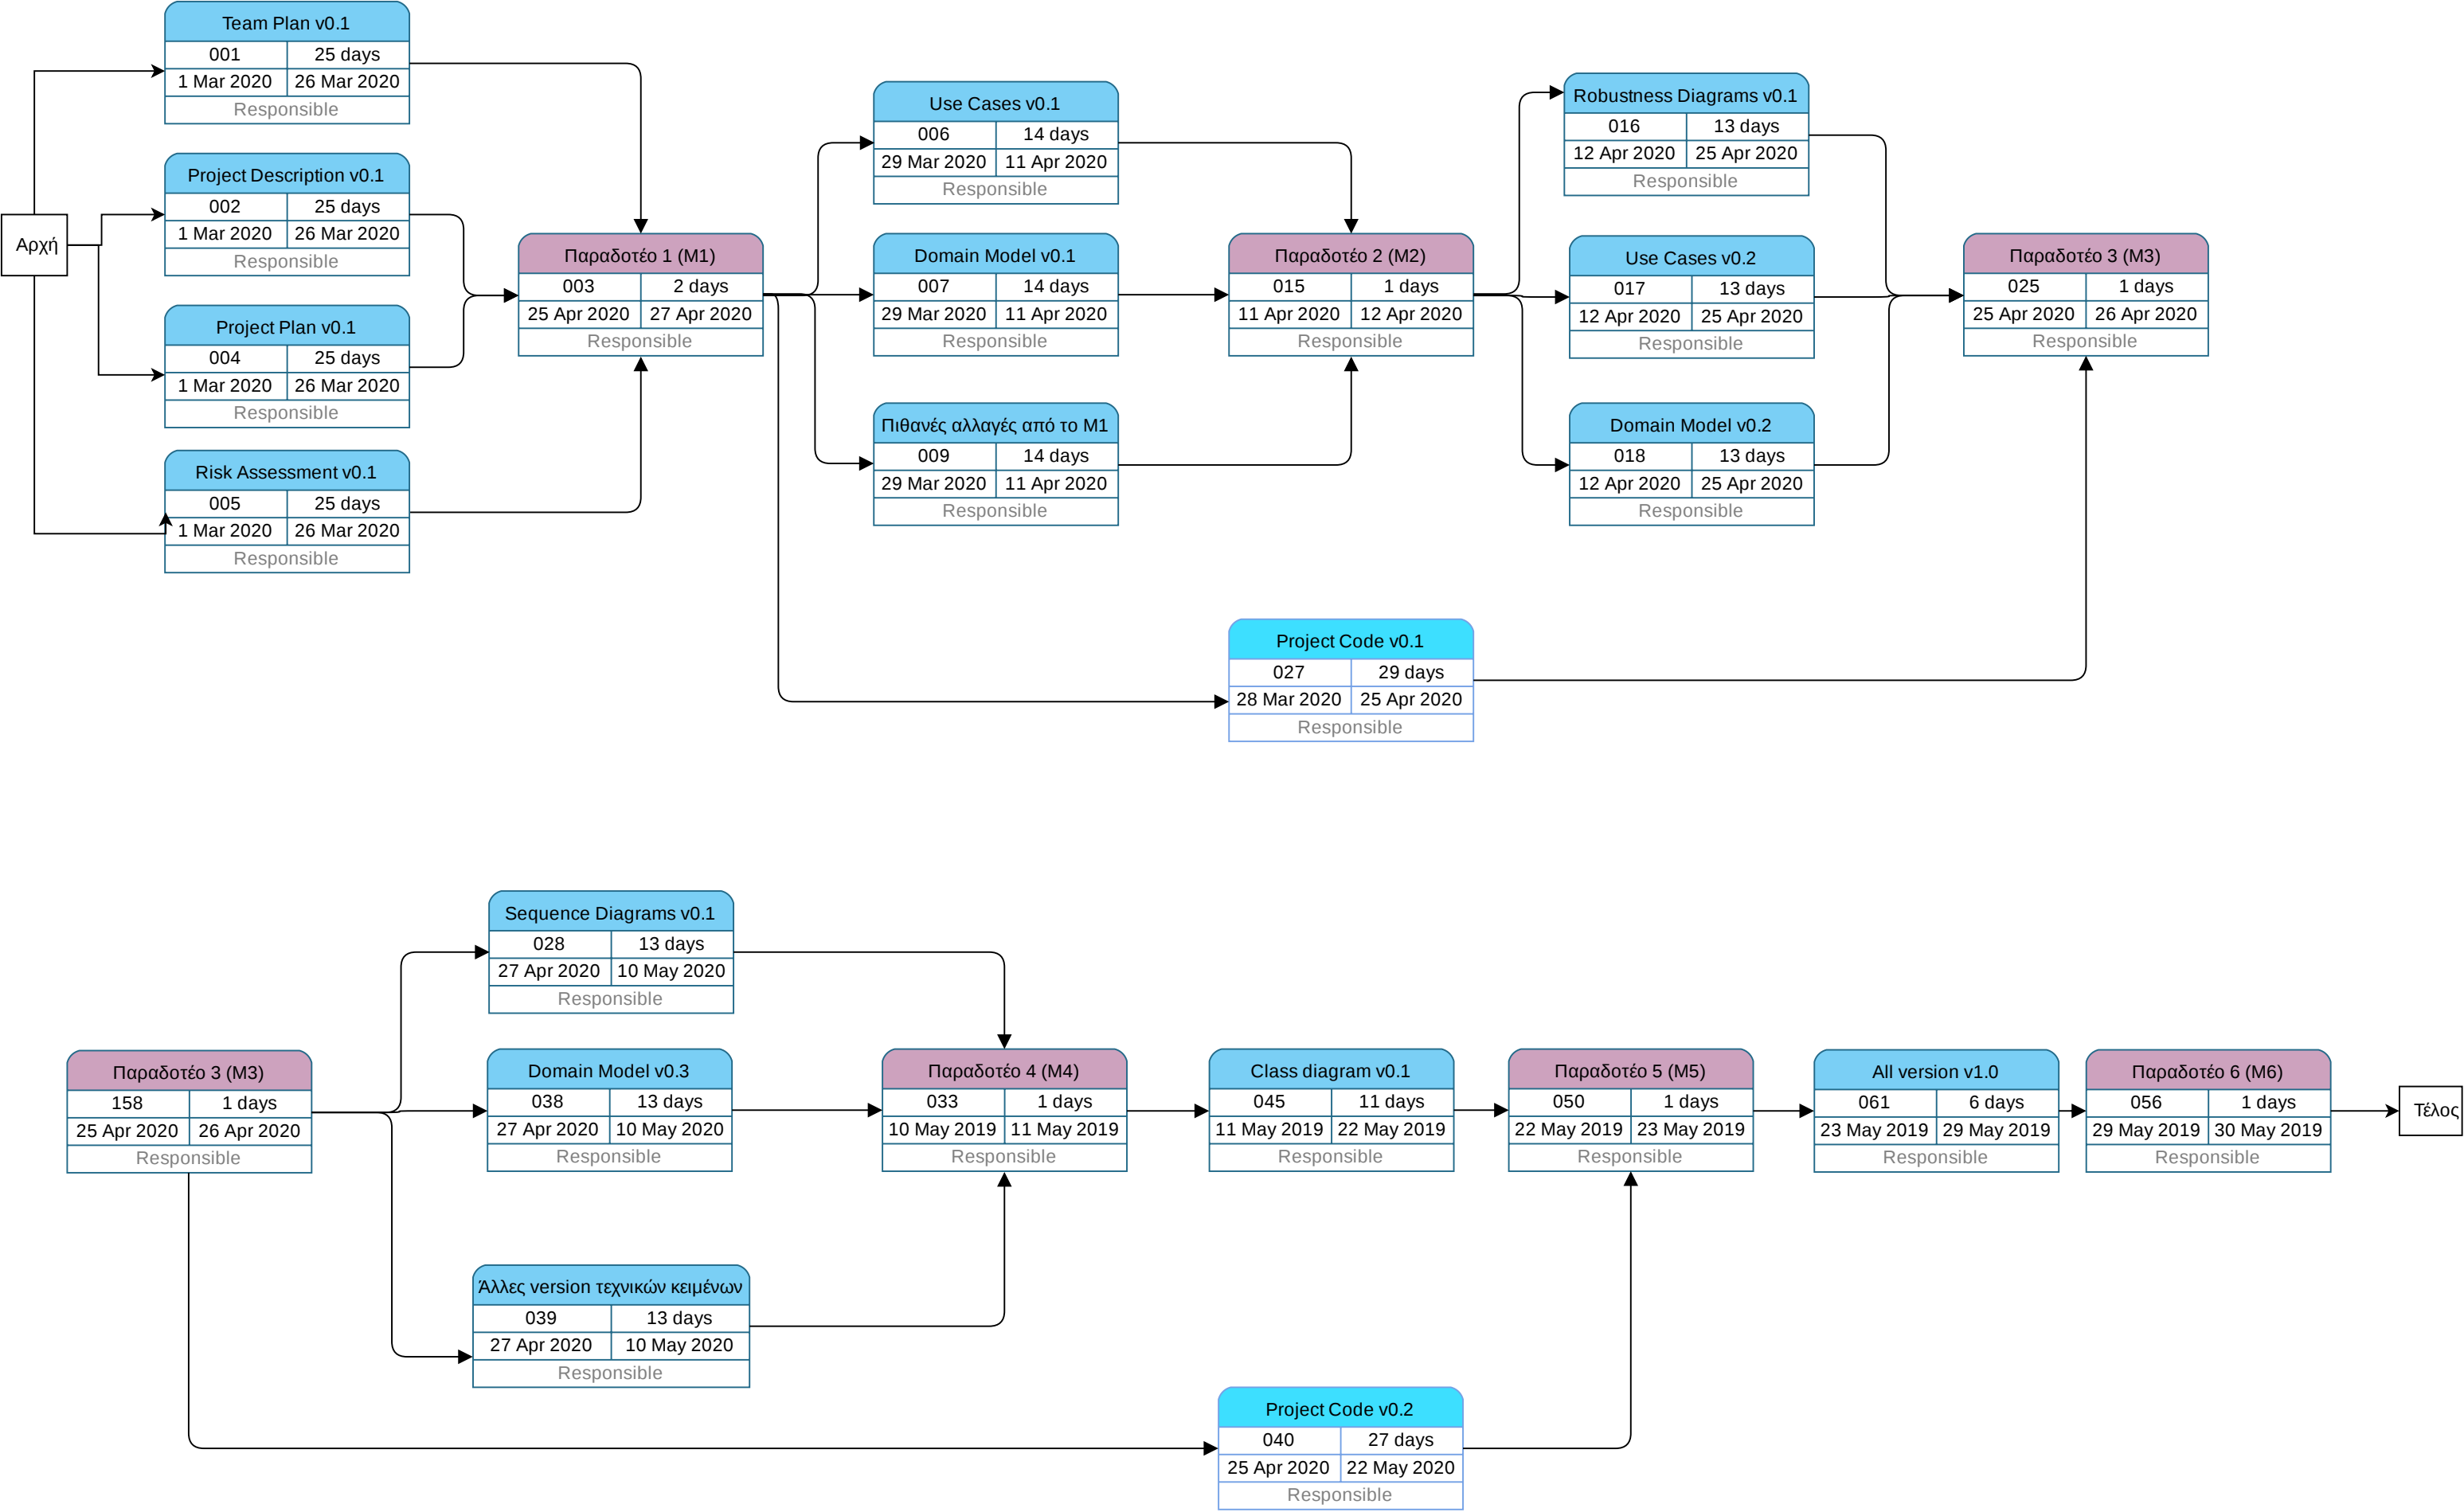 Team Plan v0.1
001 25 days
1 Mar 2020 26 Mar 2020
Responsible
Project Description v0.1
002 25 days
1 Mar 2020 26 Mar 2020
Responsible
Αρχή
Project Plan v0.1
004 25 days
1 Mar 2020 26 Mar 2020
Responsible
Risk Assessment v0.1
005 25 days
1 Mar 2020 26 Mar 2020
Responsible
Παραδοτέο 1 (M1)
003 2 days
25 Apr 2020 27 Apr 2020
Responsible
Use Cases v0.1
006 14 days
29 Mar 2020 11 Apr 2020
Responsible
Domain Model v0.1
007 14 days
29 Mar 2020 11 Apr 2020
Responsible
Πιθανές αλλαγές από το M1
009 14 days
29 Mar 2020 11 Apr 2020
Responsible
Παραδοτέο 2 (M2)
015 1 days
11 Apr 2020 12 Apr 2020
Responsible
Project Code v0.1
027 29 days
28 Mar 2020 25 Apr 2020
Responsible
Robustness Diagrams v0.1
016 13 days
12 Apr 2020 25 Apr 2020
Responsible
Use Cases v0.2
017 13 days
12 Apr 2020 25 Apr 2020
Responsible
Domain Model v0.2
018 13 days
12 Apr 2020 25 Apr 2020
Responsible
Παραδοτέο 3 (M3)
025 1 days
25 Apr 2020 26 Apr 2020
Responsible
Παραδοτέο 3 (M3)
158 1 days
25 Apr 2020 26 Apr 2020
Responsible
Sequence Diagrams v0.1
028 13 days
27 Apr 2020 10 May 2020
Responsible
Domain Model v0.3
038 13 days
27 Apr 2020 10 May 2020
Responsible
Άλλες version τεχνικών κειμένων
039 13 days
27 Apr 2020 10 May 2020
Responsible
Παραδοτέο 4 (M4)
033 1 days
10 May 2019 11 May 2019
Responsible
Class diagram v0.1
045 11 days
11 May 2019 22 May 2019
Responsible
Project Code v0.2
040 27 days
25 Apr 2020 22 May 2020
Responsible
Παραδοτέο 5 (M5)
050 1 days
22 May 2019 23 May 2019
Responsible
All version v1.0
061 6 days
23 May 2019 29 May 2019
Responsible
Παραδοτέο 6 (M6)
056 1 days
29 May 2019 30 May 2019
Responsible
Τέλος